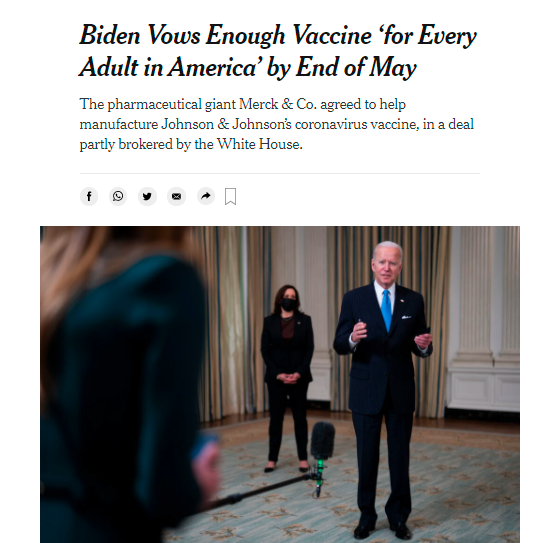 Biden Vows Enough Vaccine ‘for Every
Adult in America’ by End of May
The pharmaceutical giant Merck & Co. agreed to help
manufacture Johnson & Johnson’s coronavirus vaccine, in a deal
partly brokered by the White House.